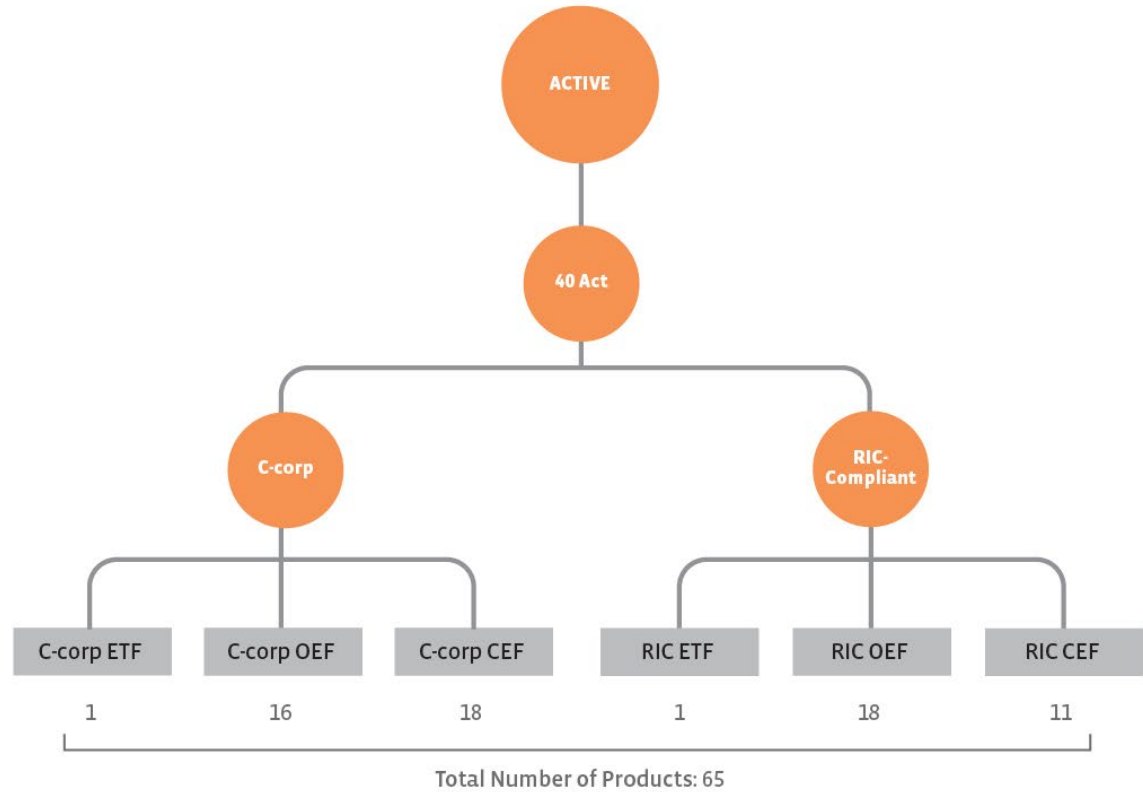 ACTIVE
40 Act
C-corp
RIC-
Compliant
C-corp ETF
C-corp OEF
C-corp CEF
RIC ETF
RIC OEF
RIC CEF
1
16
18
1
18
11
Total Number of Products: 65